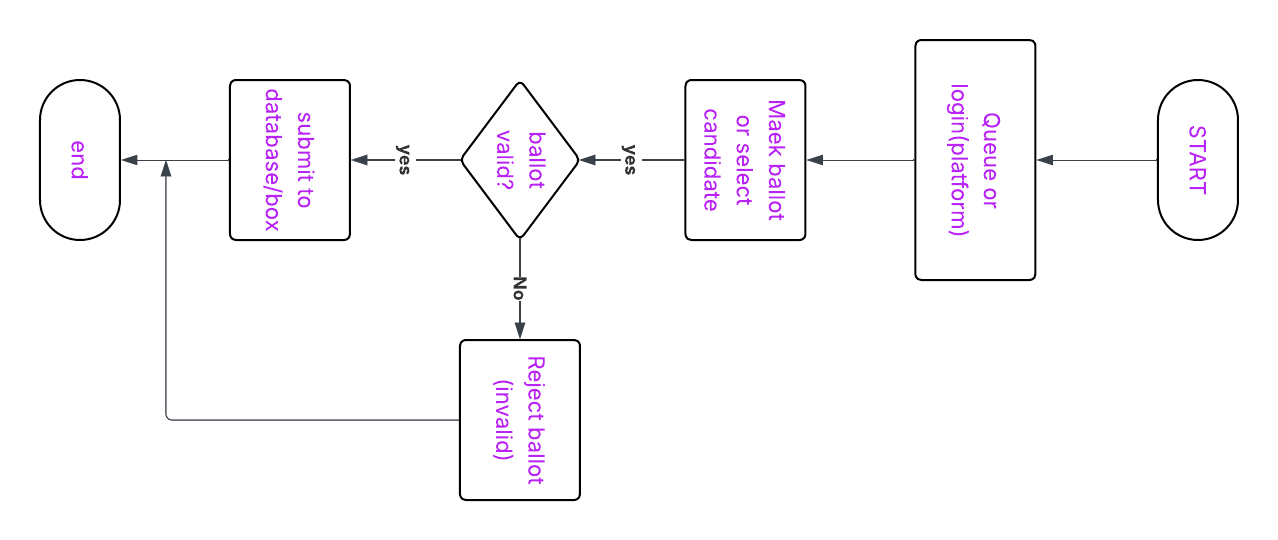 START
Queue or
login(platform)
Maek ballot
or select
candidate
yes
ballot
valid?
yes
submit to
database/box
end
No
Reject ballot
(invalid)